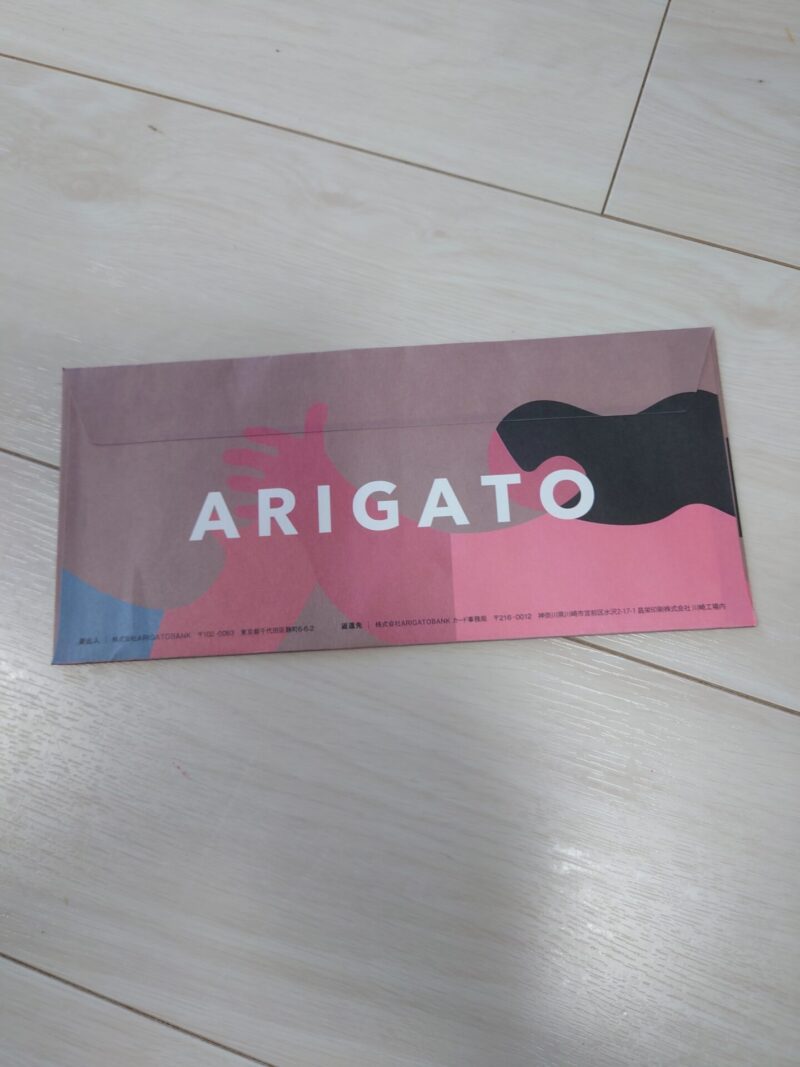 ARIGATO
差出人｜株式会社ARIGATOBANK 〒102-0083 東京都千代田区麹町6-6-2
返還先｜株式会社ARIGATOBANK カード事務局 〒216-0012 神奈川県川崎市宮前区水沢2-17-1 昌栄印刷株式会社 川崎工場内